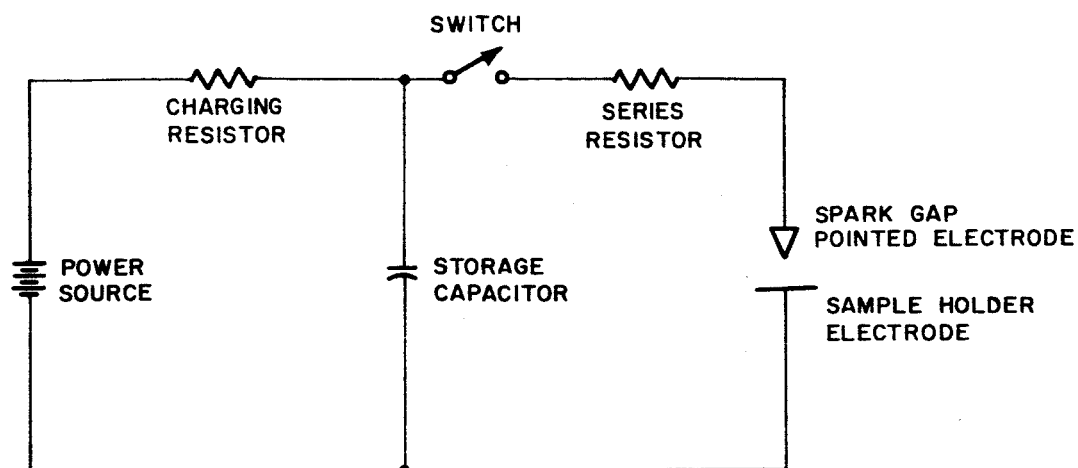 SWITCH
CHARGING
RESISTOR
SERIES
RESISTOR
SPARK GAP
POINTED ELECTRODE
POWER
SOURCE
STORAGE
CAPACITOR
SAMPLE HOLDER
ELECTRODE